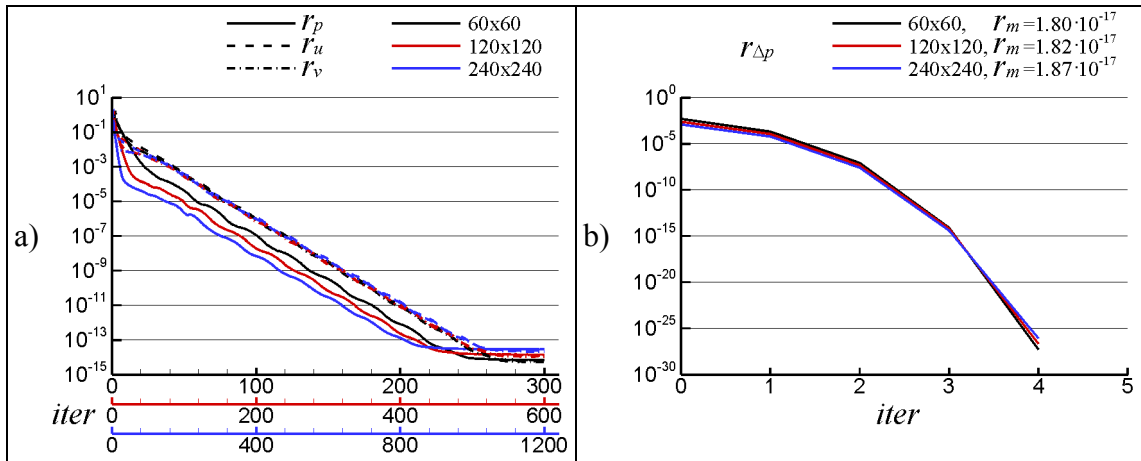 r_p 60x60
r_u 120x120
r_v 240x240
10^1
10^-1
10^-3
10^-5
10^-7
10^-9
10^-11
10^-13
10^-15
a)
0 100 200 300
iter 0 200 400 600
0 400 800 1200
r_Δp
60x60, r_m=1.80·10^-17
120x120, r_m=1.82·10^-17
240x240, r_m=1.87·10^-17
10^0
10^-5
10^-10
10^-15
10^-20
10^-25
10^-30
b)
0 1 2 3 4 5
iter